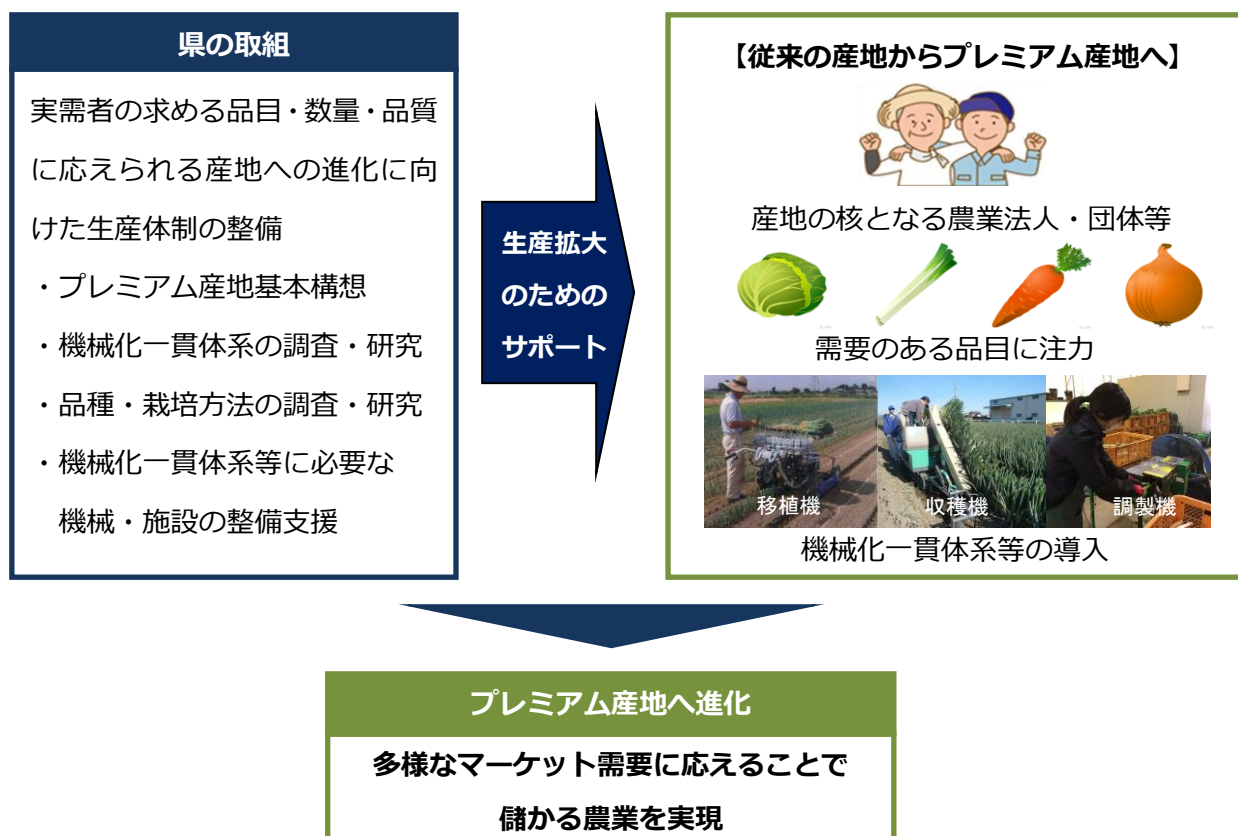 県の取組
実需者の求める品目・数量・品質
に応えられる産地への進化に向
けた生産体制の整備
・プレミアム産地基本構想
・機械化一貫体系の調査・研究
・品種・栽培方法の調査・研究
・機械化一貫体系等に必要な
機械・施設の整備支援
生産拡大
のための
サポート
【従来の産地からプレミアム産地へ】
産地の核となる農業法人・団体等
需要のある品目に注力
移植機
収穫機
調製機
機械化一貫体系等の導入
プレミアム産地へ進化
多様なマーケット需要に応えることで
儲かる農業を実現